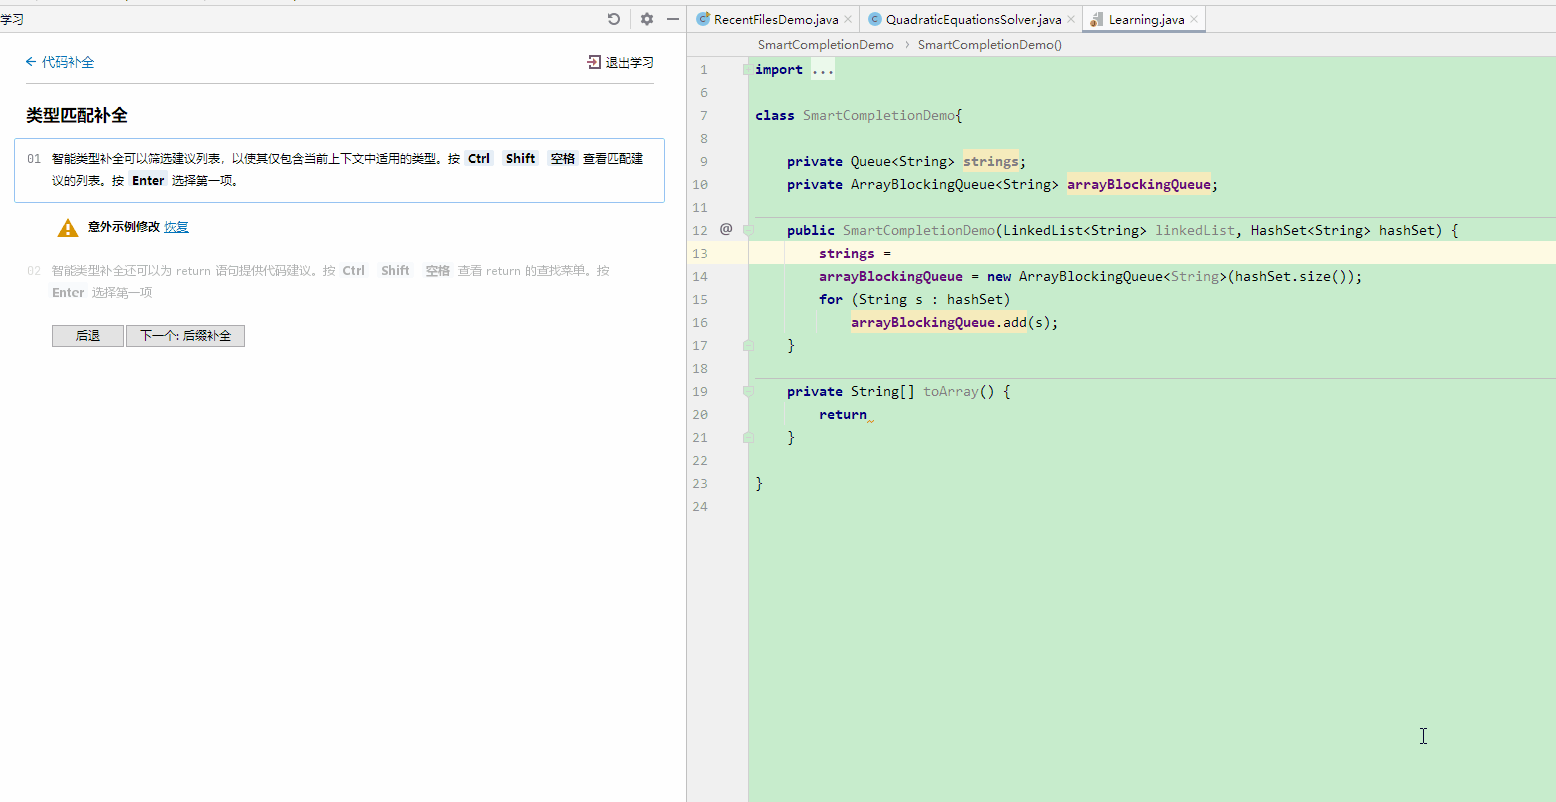 学习
← 代码补全
退出学习
类型匹配补全
01 智能类型补全可以筛选建议列表，以使其仅包含当前上下文中适用的类型。按 Ctrl Shift 空格 查看匹配建
议的列表。按 Enter 选择第一项。
意外示例修改 恢复
02 智能类型补全还可以为 return 语句提供代码建议。按 Ctrl Shift 空格 查看 return 的查找菜单。按
Enter 选择第一项
后退 下一个: 后缀补全
RecentFilesDemo.java QuadraticEquationsSolver.java Learning.java
SmartCompletionDemo › SmartCompletionDemo()
1 import ...
6
7 class SmartCompletionDemo{
8
9 private Queue<String> strings;
10 private ArrayBlockingQueue<String> arrayBlockingQueue;
11
12 @ public SmartCompletionDemo(LinkedList<String> linkedList, HashSet<String> hashSet) {
13 strings =
14 arrayBlockingQueue = new ArrayBlockingQueue<String>(hashSet.size());
15 for (String s : hashSet)
16 arrayBlockingQueue.add(s);
17 }
18
19 private String[] toArray() {
20 return
21 }
22
23 }
24